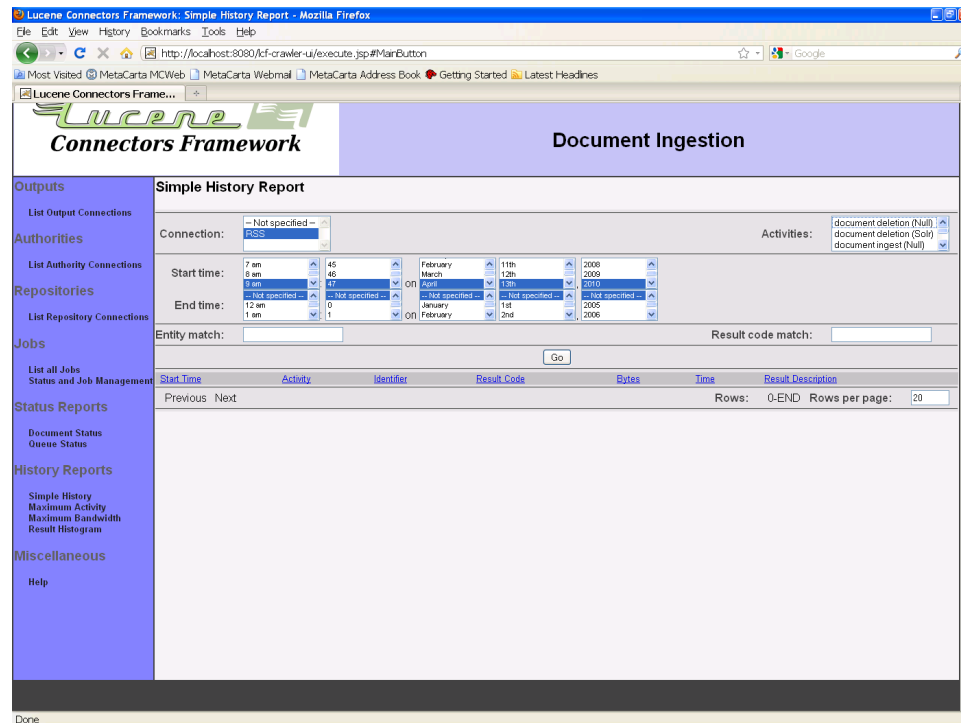 Lucene Connectors Framework: Simple History Report - Mozilla Firefox
File Edit View History Bookmarks Tools Help
http://localhost:8080/lcf-crawler-ui/execute.jsp#MainButton
Google
Most Visited MetaCarta MCWeb MetaCarta Webmail MetaCarta Address Book Getting Started Latest Headlines
Lucene Connectors Frame...
Lucene
Connectors Framework
Document Ingestion
Outputs
List Output Connections
Authorities
List Authority Connections
Repositories
List Repository Connections
Jobs
List all Jobs
Status and Job Management
Status Reports
Document Status
Queue Status
History Reports
Simple History
Maximum Activity
Maximum Bandwidth
Result Histogram
Miscellaneous
Help
Simple History Report
Connection:
-- Not specified --
RSS
Activities:
document deletion (Null)
document deletion (Solr)
document ingest (Null)
Start time:
7 am 45 February 11th 2008
8 am 46 March 12th 2009
9 am 47 on April 13th , 2010
End time:
-- Not specified -- -- Not specified -- -- Not specified -- -- Not specified -- -- Not specified --
12 am 0 January 1st 2005
1 am : 1 on February 2nd , 2006
Entity match: Result code match:
Go
Start Time Activity Identifier Result Code Bytes Time Result Description
Previous Next Rows: 0-END Rows per page: 20
Done